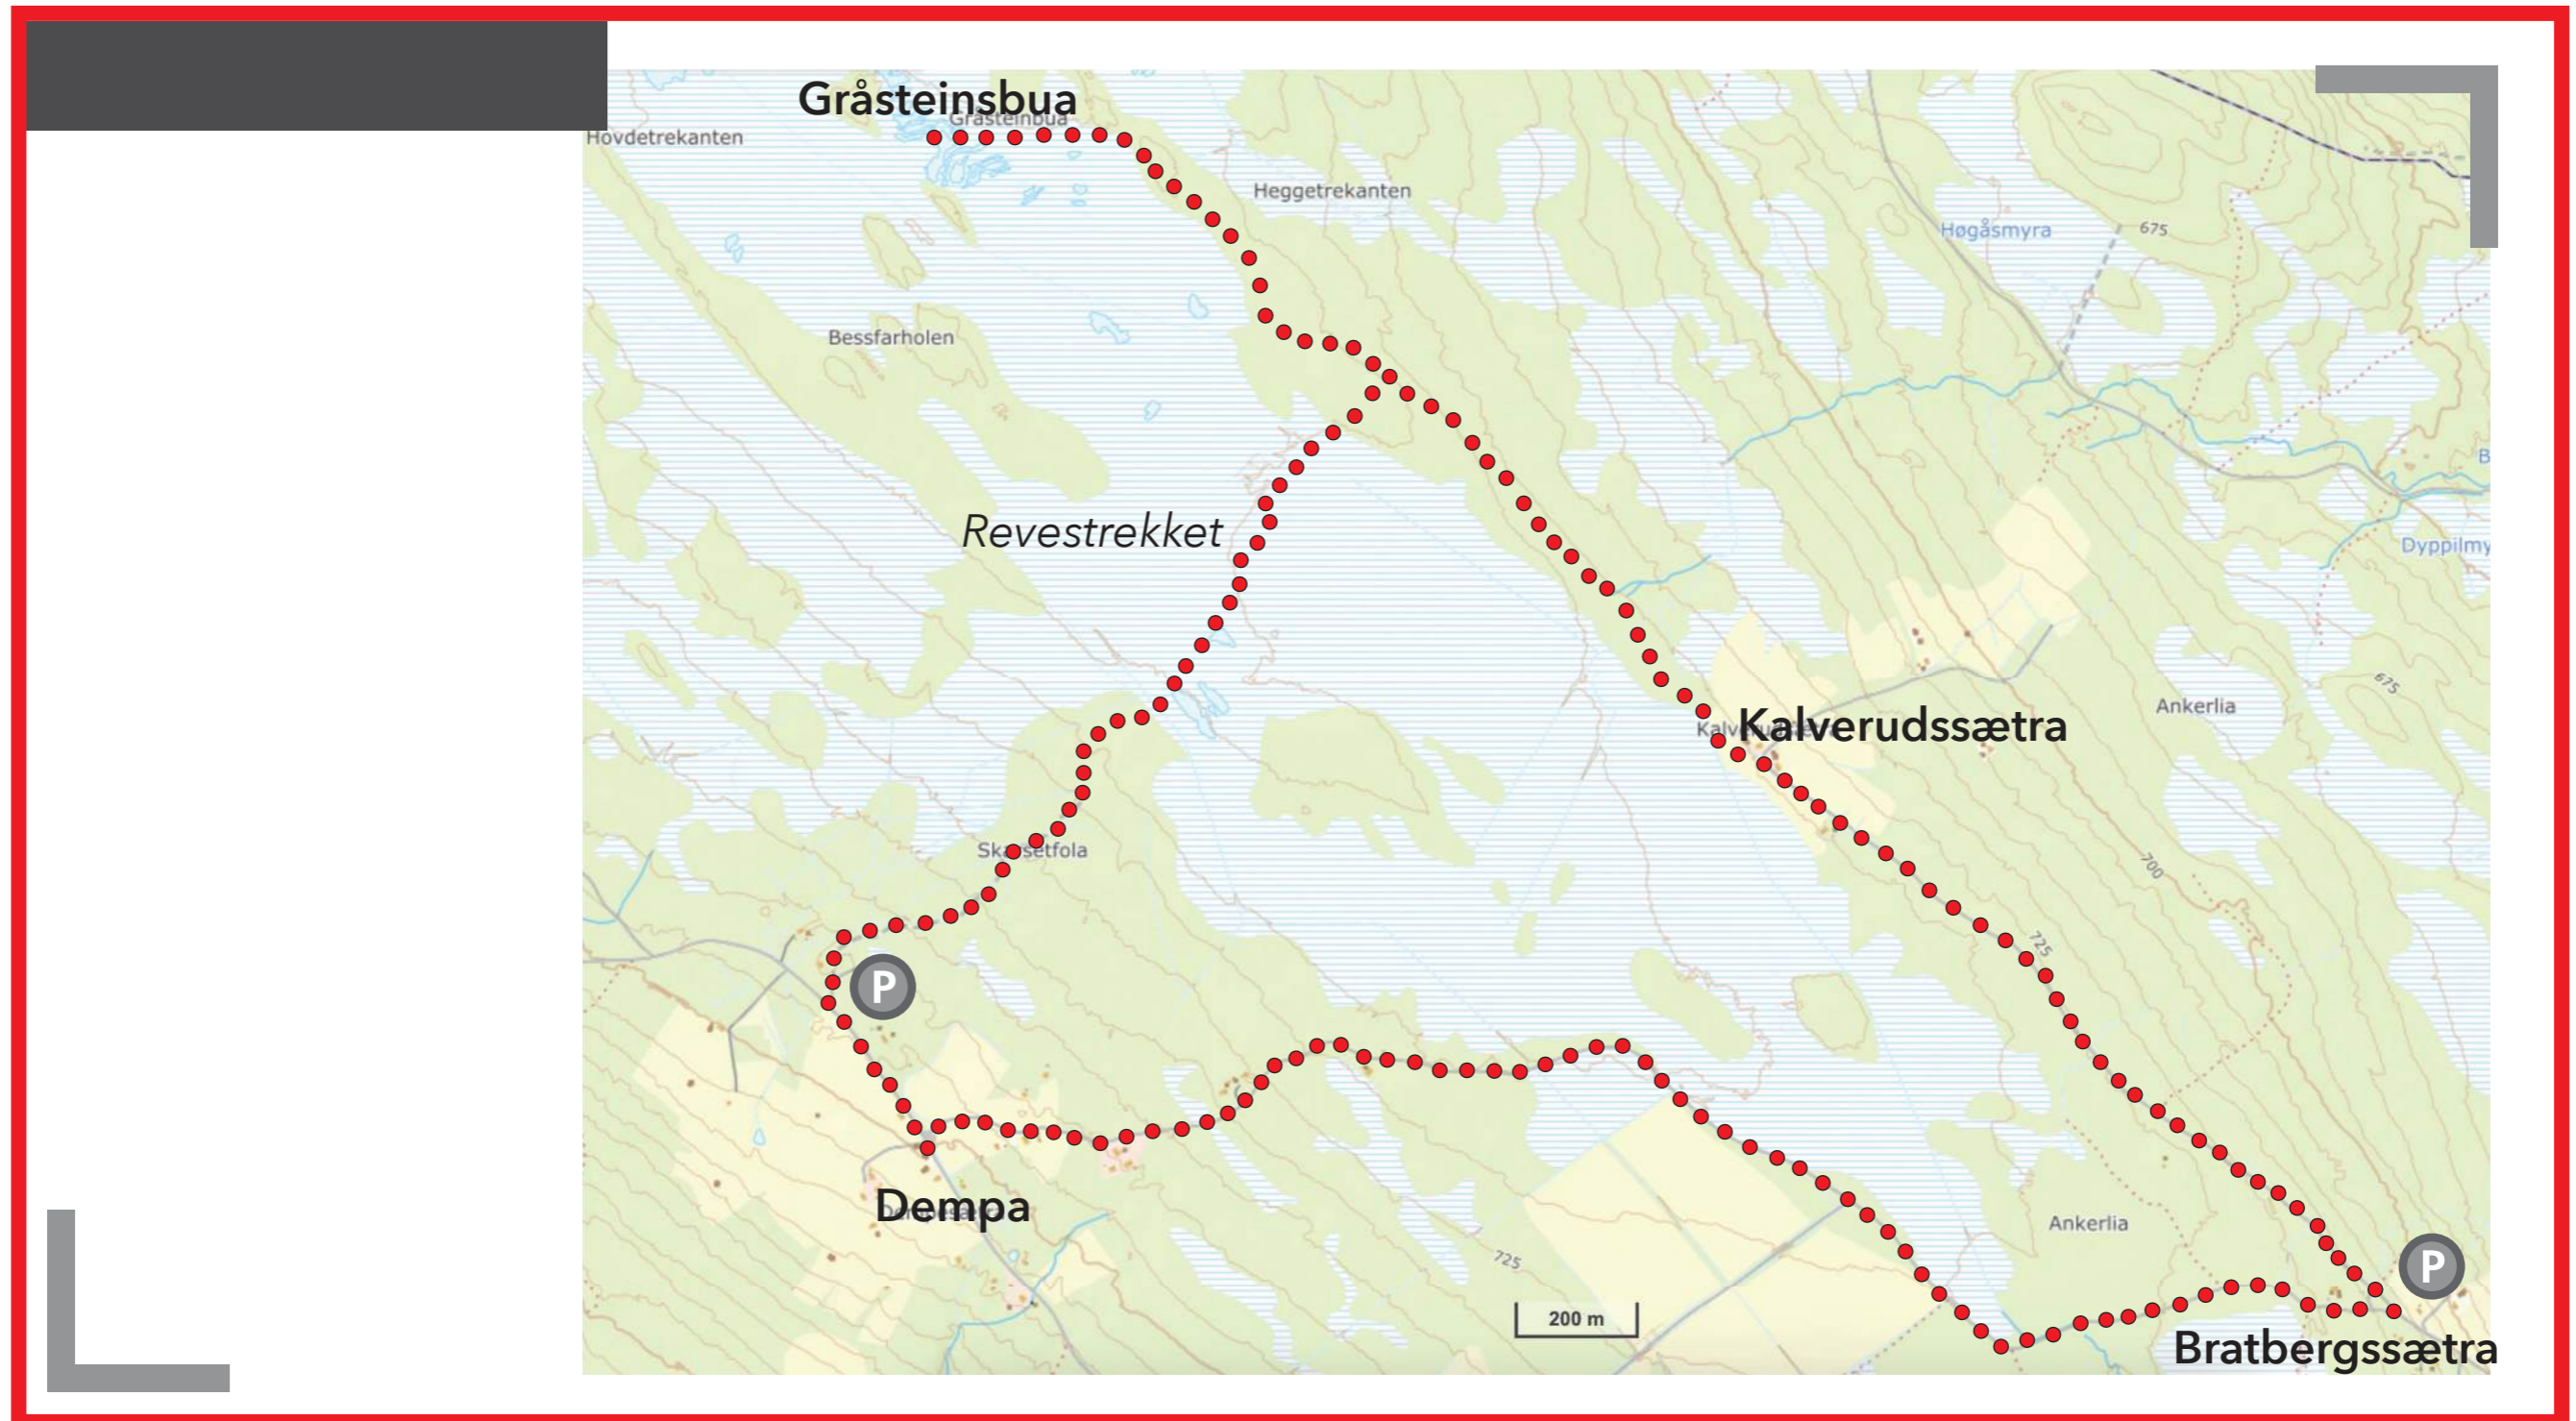 Gråsteinsbua
Gråsteinbua
Hovdetrekanten
Heggetrekanten
Høgåsmyra
675
Bessfarholen
B
Revestrekket
Dyppilmy
675
Ankerlia
Kalverudssætra
Skarsetfola
700
725
P
Dempa
Ankerlia
725
P
200 m
Bratbergssætra